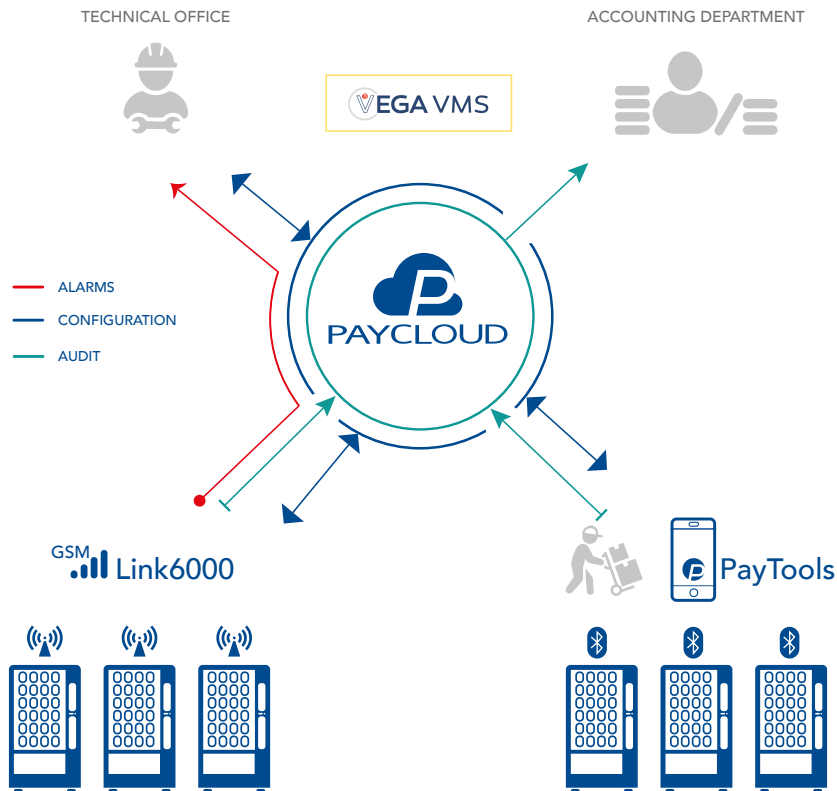 TECHNICAL OFFICE
ACCOUNTING DEPARTMENT
VEGA VMS
ALARMS
CONFIGURATION
AUDIT
P
PAYCLOUD
GSM
Link6000
P
PayTools